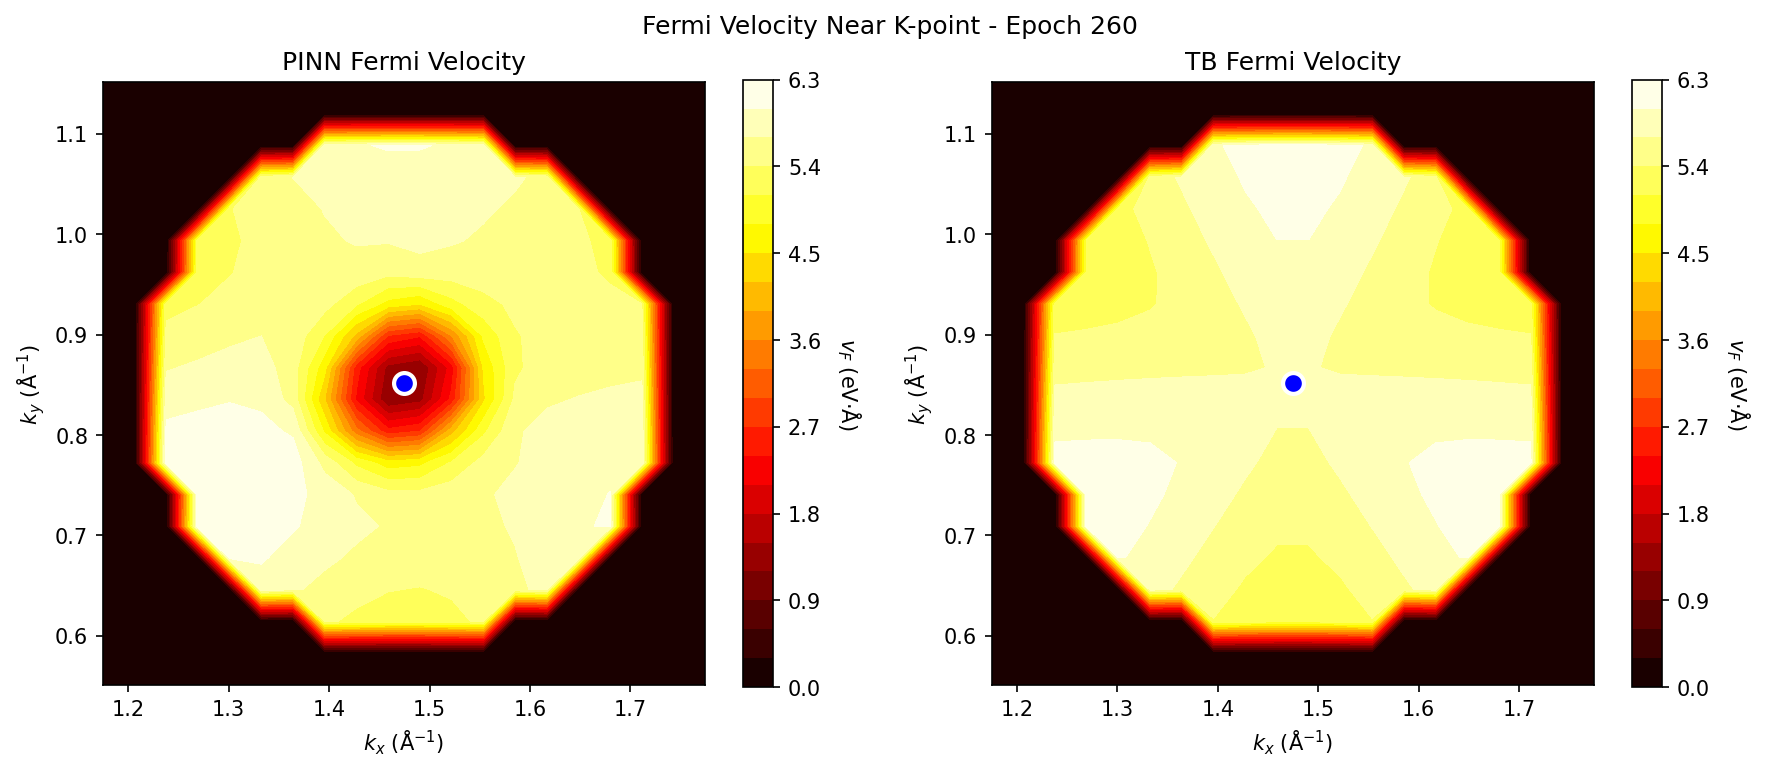 Fermi Velocity Near K-point - Epoch 260
PINN Fermi Velocity
k_y (Å⁻¹)
1.1
1.0
0.9
0.8
0.7
0.6
1.2 1.3 1.4 1.5 1.6 1.7
k_x (Å⁻¹)
6.3
5.4
4.5
3.6
2.7
1.8
0.9
0.0
v_F (eV·Å)
TB Fermi Velocity
k_y (Å⁻¹)
1.1
1.0
0.9
0.8
0.7
0.6
1.2 1.3 1.4 1.5 1.6 1.7
k_x (Å⁻¹)
6.3
5.4
4.5
3.6
2.7
1.8
0.9
0.0
v_F (eV·Å)